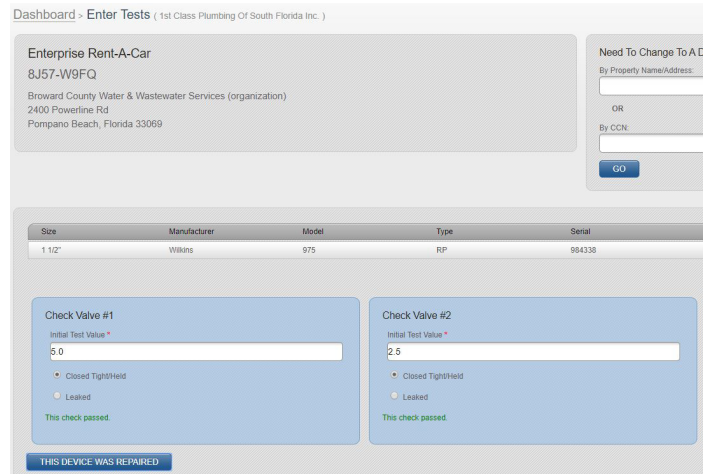 Dashboard > Enter Tests ( 1st Class Plumbing Of South Florida Inc. )
Enterprise Rent-A-Car
8J57-W9FQ
Broward County Water & Wastewater Services (organization)
2400 Powerline Rd
Pompano Beach, Florida 33069
Need To Change To A D
By Property Name/Address:
OR
By CCN:
GO
Size Manufacturer Model Type Serial
1 1/2" Wilkins 975 RP 984338
Check Valve #1
Initial Test Value *
5.0
Closed Tight/Held
Leaked
This check passed.
Check Valve #2
Initial Test Value *
2.5
Closed Tight/Held
Leaked
This check passed.
THIS DEVICE WAS REPAIRED